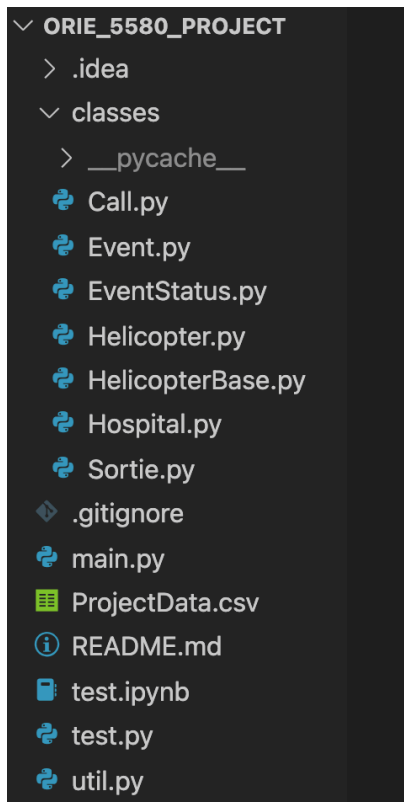 ORIE_5580_PROJECT
.idea
classes
__pycache__
Call.py
Event.py
EventStatus.py
Helicopter.py
HelicopterBase.py
Hospital.py
Sortie.py
.gitignore
main.py
ProjectData.csv
README.md
test.ipynb
test.py
util.py